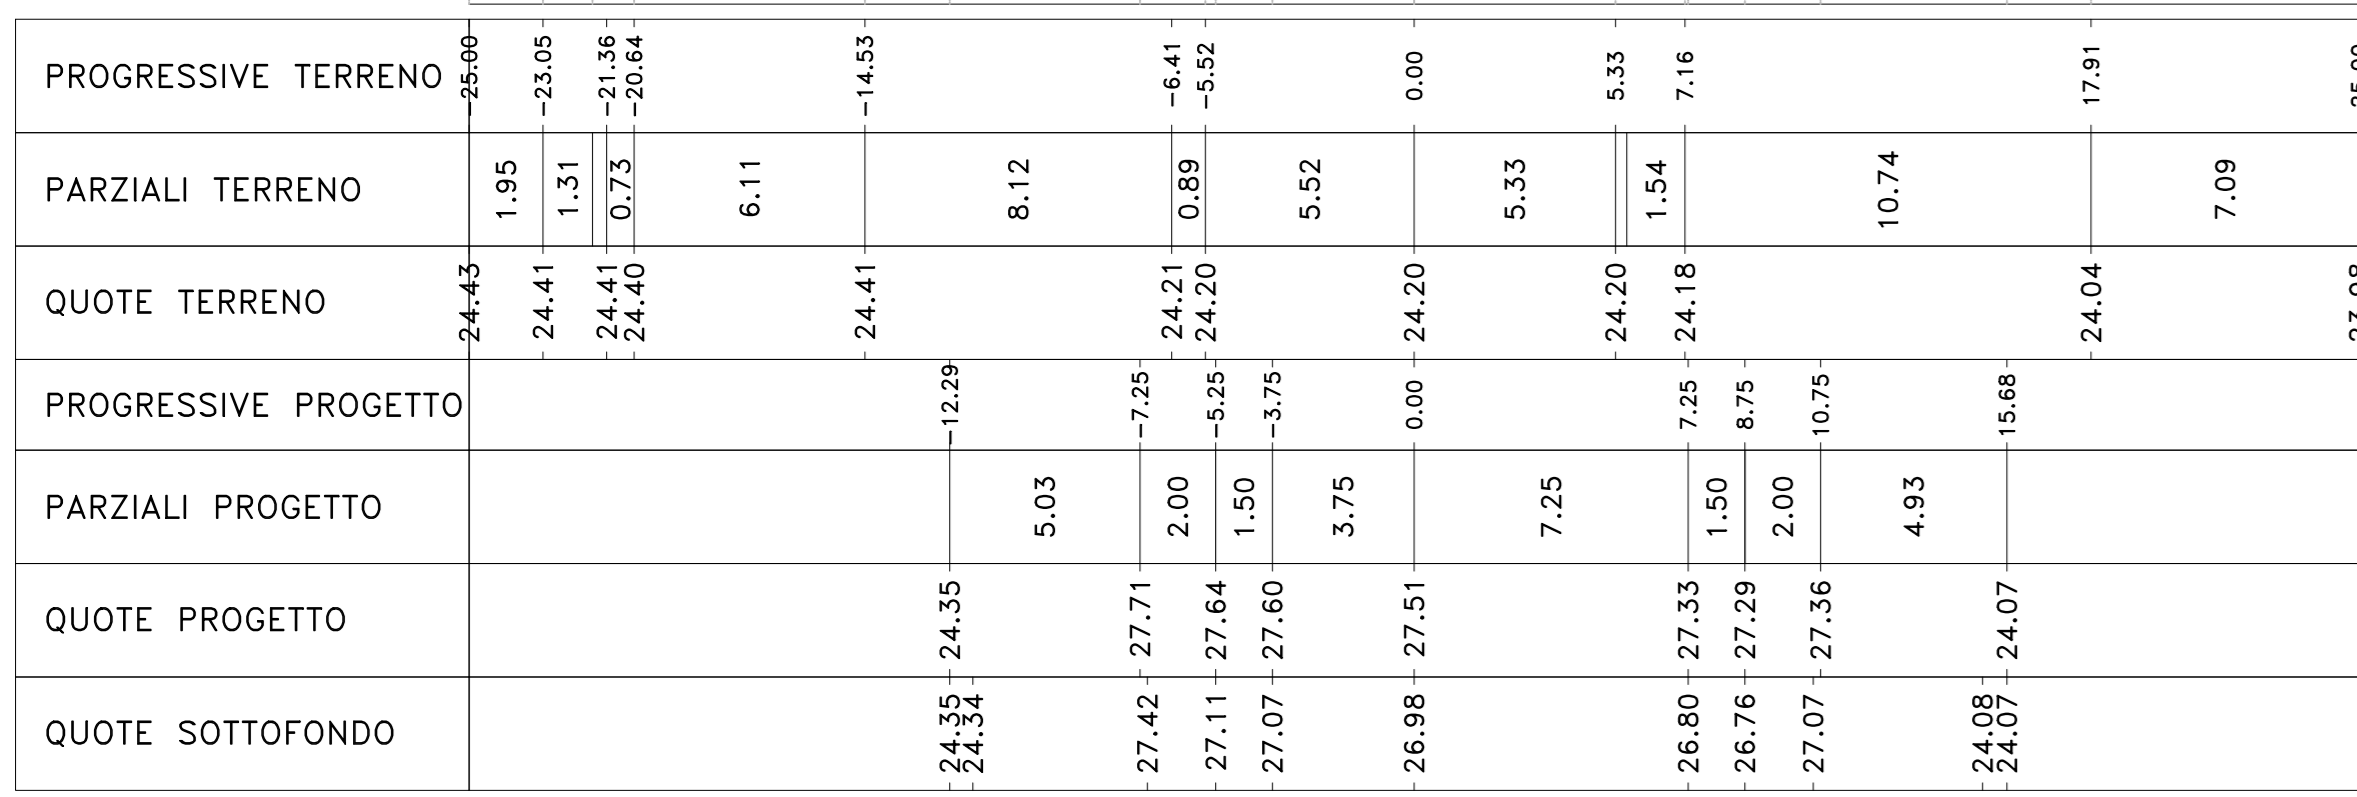 PROGRESSIVE TERRENO -25.00 -23.05 -21.36 -20.64 -14.53 -6.41 -5.52 0.00 5.33 7.16 17.91
PARZIALI TERRENO 1.95 1.31 0.73 6.11 8.12 0.89 5.52 5.33 1.54 10.74 7.09
QUOTE TERRENO 24.43 24.41 24.41 24.40 24.41 24.21 24.20 24.20 24.20 24.18 24.04
PROGRESSIVE PROGETTO -12.29 -7.25 -5.25 -3.75 0.00 7.25 8.75 10.75 15.68
PARZIALI PROGETTO 5.03 2.00 1.50 3.75 7.25 1.50 2.00 4.93
QUOTE PROGETTO 24.35 27.71 27.64 27.60 27.51 27.33 27.29 27.36 24.07
QUOTE SOTTOFONDO 24.35 24.34 27.42 27.11 27.07 26.98 26.80 26.76 27.07 24.08 24.07